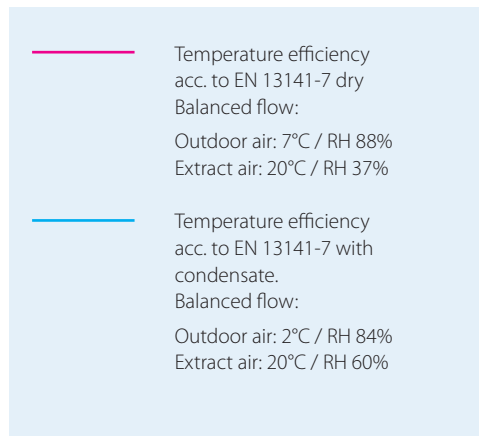 Temperature efficiency
acc. to EN 13141-7 dry
Balanced flow:
Outdoor air: 7°C / RH 88%
Extract air: 20°C / RH 37%
Temperature efficiency
acc. to EN 13141-7 with
condensate.
Balanced flow:
Outdoor air: 2°C / RH 84%
Extract air: 20°C / RH 60%